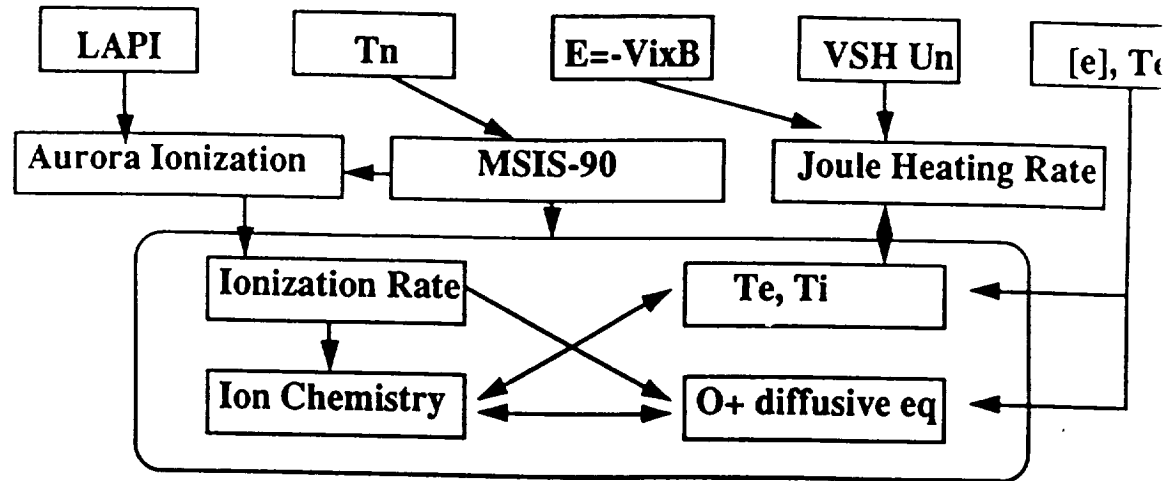 LAPI
Tn
E=-VixB
VSH Un
[e], Te
Aurora Ionization
MSIS-90
Joule Heating Rate
Ionization Rate
Te, Ti
Ion Chemistry
O+ diffusive eq